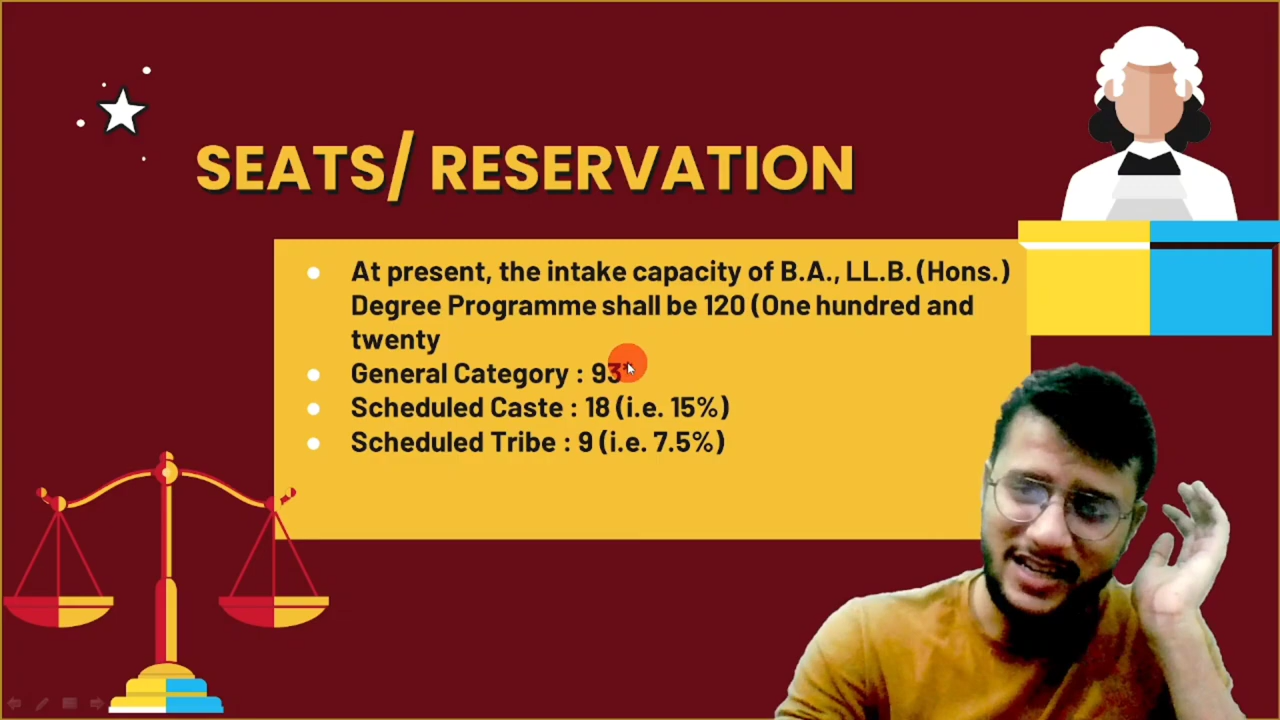 SEATS/ RESERVATION
At present, the intake capacity of B.A., LL.B. (Hons.)
Degree Programme shall be 120 (One hundred and
twenty
General Category : 93*
Scheduled Caste : 18 (i.e. 15%)
Scheduled Tribe : 9 (i.e. 7.5%)